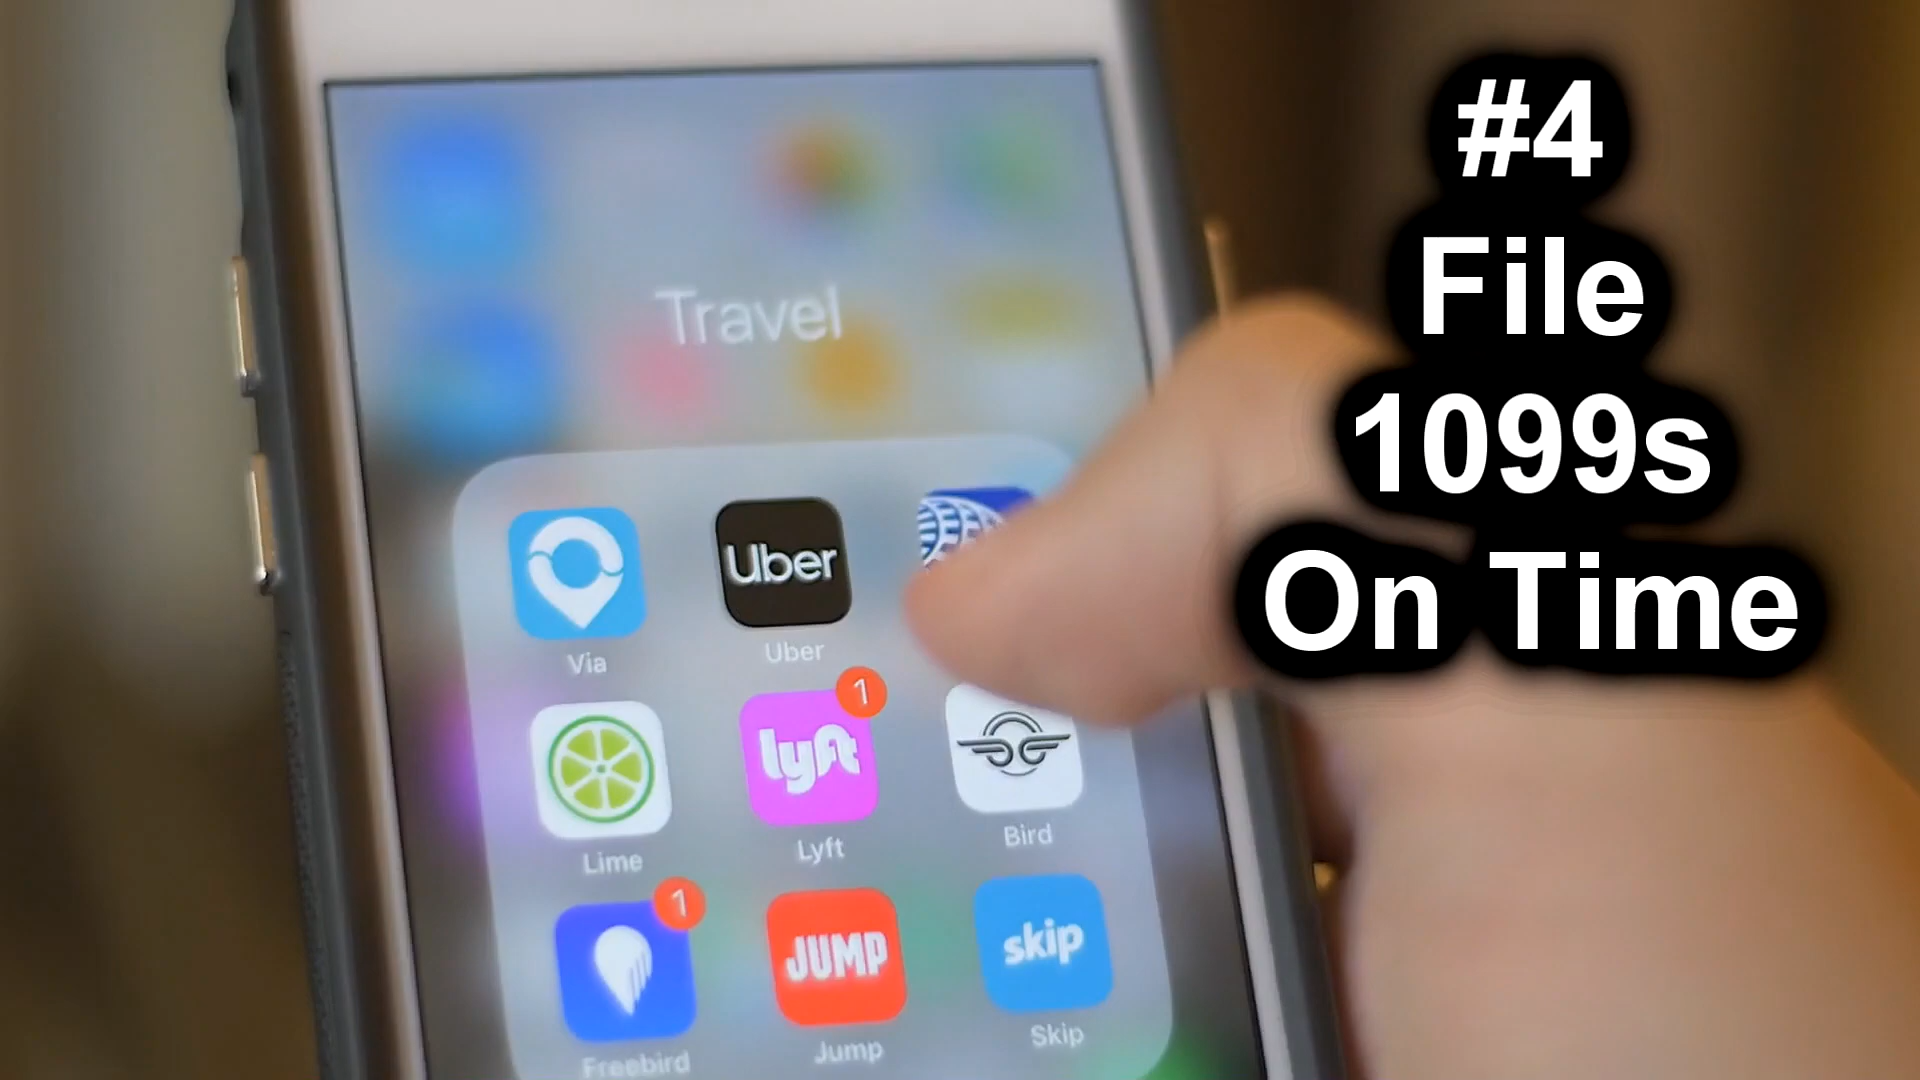 #4
File
1099s
On Time
Travel
Uber
Via
Uber
1
lyft
Lime
Lyft
Bird
1
JUMP
skip
Freebird
Jump
Skip